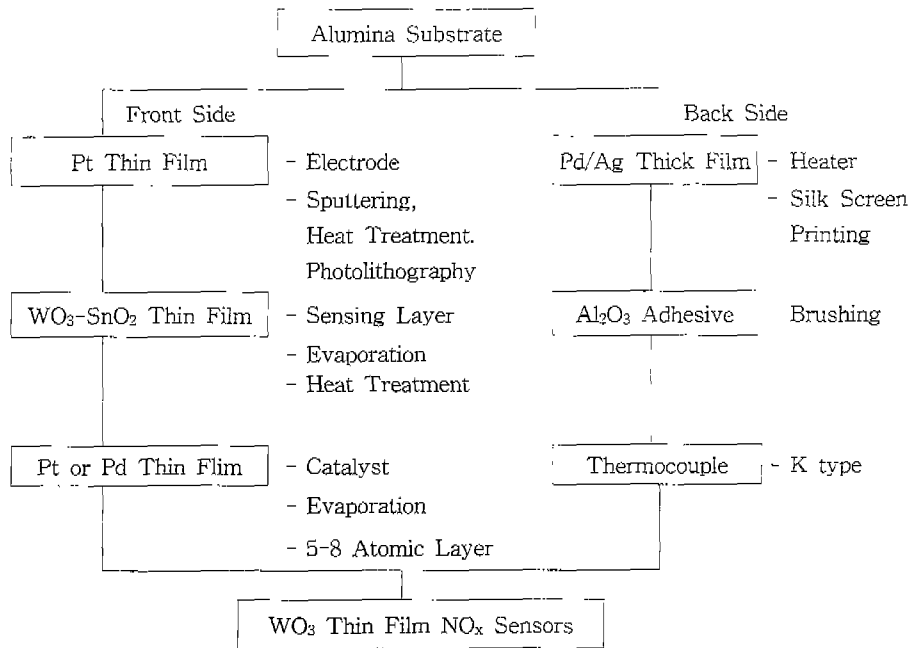 Alumina Substrate
Front Side
Back Side
Pt Thin Film
- Electrode
- Sputtering,
Heat Treatment.
Photolithography
Pd/Ag Thick Film
- Heater
- Silk Screen
Printing
WO₃-SnO₂ Thin Film
- Sensing Layer
- Evaporation
- Heat Treatment
Al₂O₃ Adhesive
Brushing
Pt or Pd Thin Flim
- Catalyst
- Evaporation
- 5-8 Atomic Layer
Thermocouple
- K type
WO₃ Thin Film NOₓ Sensors